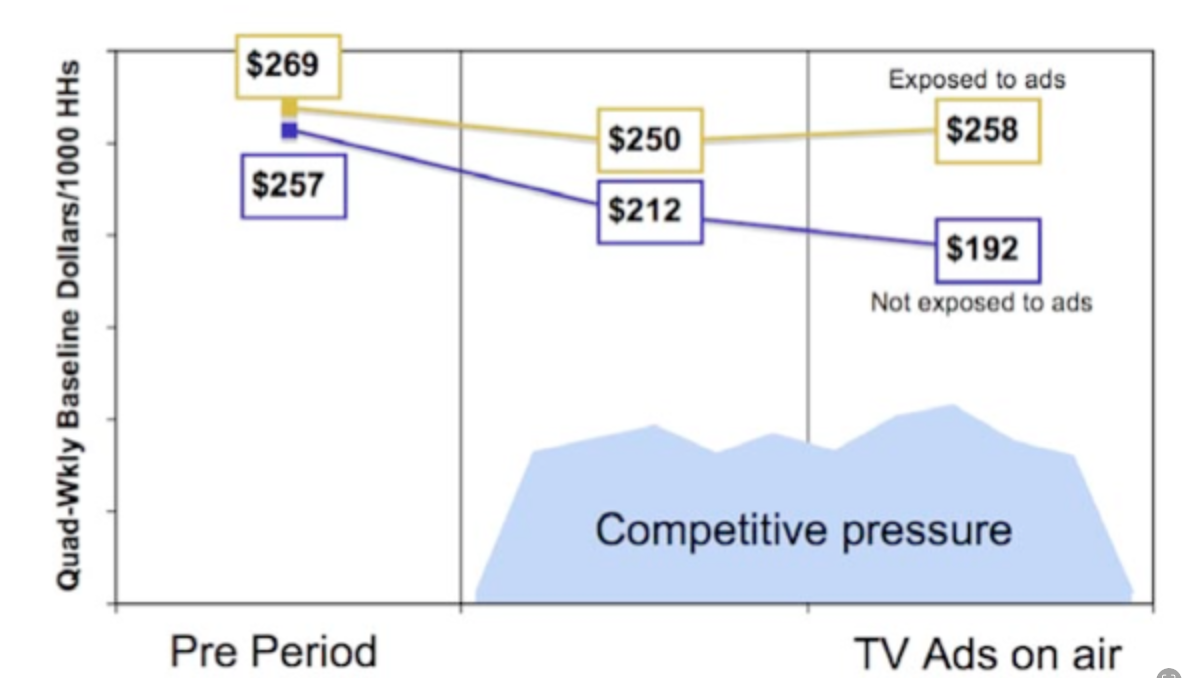 Quad-Wkly Baseline Dollars/1000 HHs
$269
$257
$250
$212
Exposed to ads
$258
$192
Not exposed to ads
Competitive pressure
Pre Period
TV Ads on air